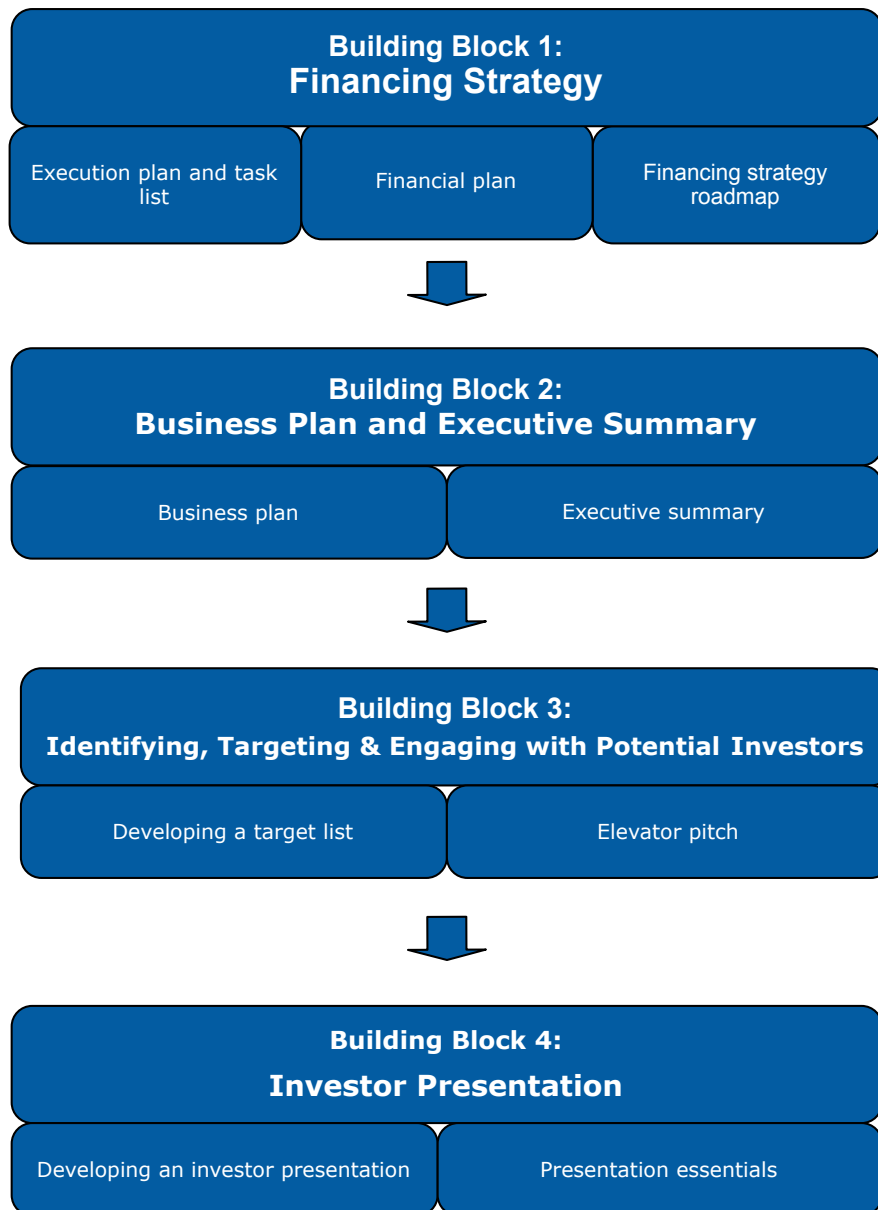 Building Block 1:
Financing Strategy
Execution plan and task
list
Financial plan
Financing strategy
roadmap
Building Block 2:
Business Plan and Executive Summary
Business plan
Executive summary
Building Block 3:
Identifying, Targeting & Engaging with Potential Investors
Developing a target list
Elevator pitch
Building Block 4:
Investor Presentation
Developing an investor presentation
Presentation essentials